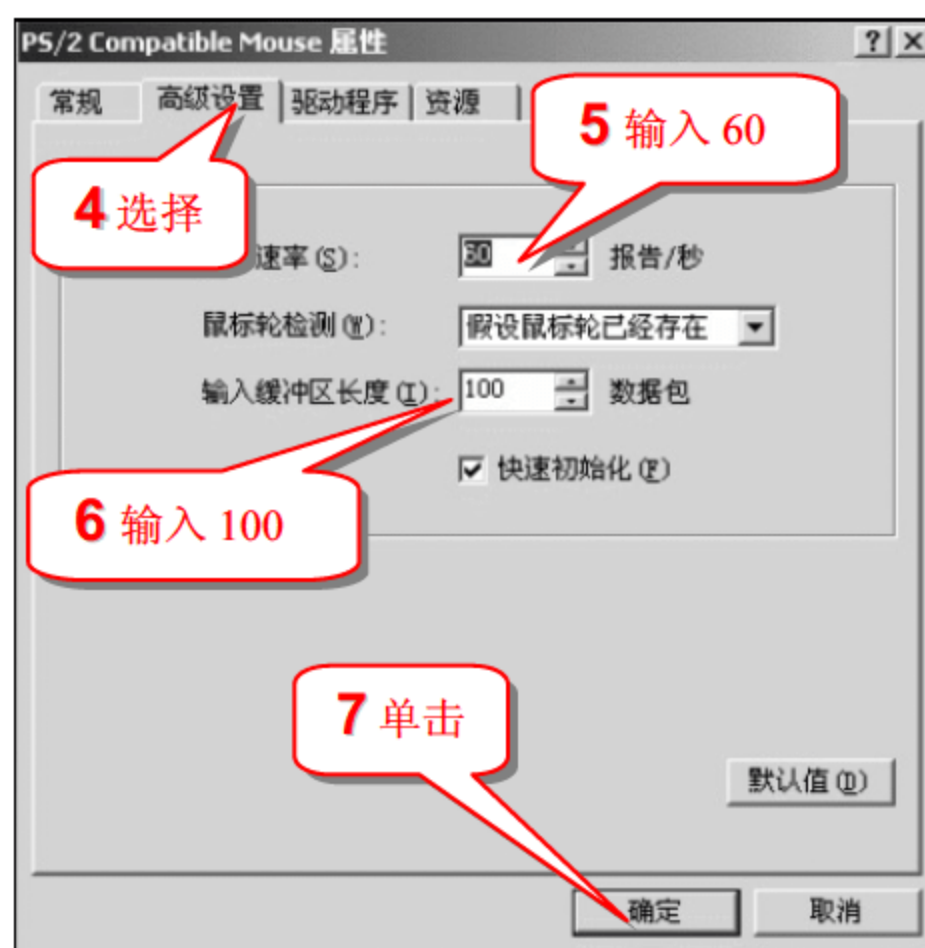 PS/2 Compatible Mouse 属性
常规 高级设置 驱动程序 资源
5 输入 60
4 选择
速率(S): 60 报告/秒
鼠标轮检测(W): 假设鼠标轮已经存在
输入缓冲区长度(I): 100 数据包
快速初始化(F)
6 输入 100
7 单击
默认值(D)
确定 取消